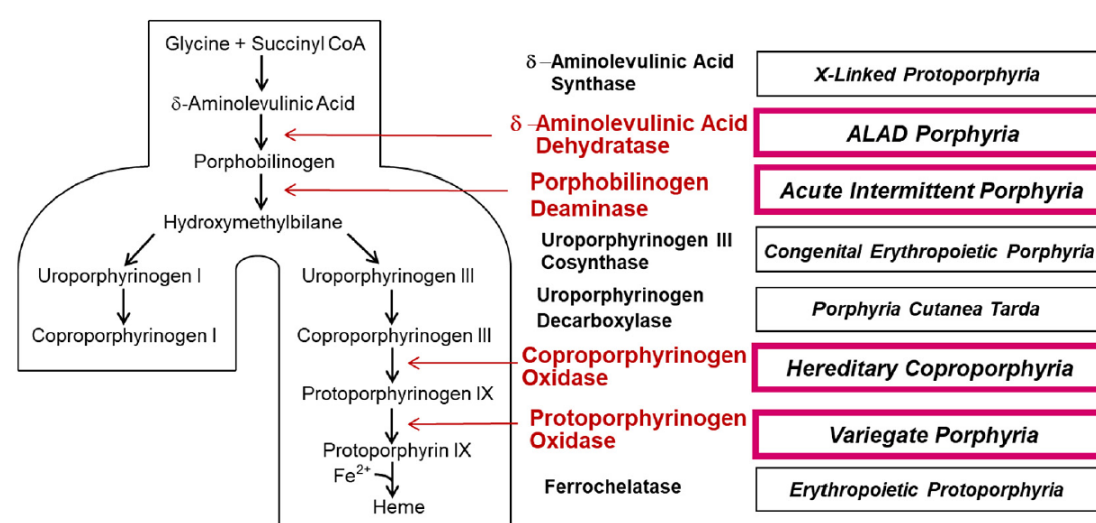 Glycine + Succinyl CoA
δ-Aminolevulinic Acid
Porphobilinogen
Hydroxymethylbilane
Uroporphyrinogen I
Uroporphyrinogen III
Coproporphyrinogen I
Coproporphyrinogen III
Protoporphyrinogen IX
Protoporphyrin IX
Fe2+
Heme
δ–Aminolevulinic Acid
Synthase
δ–Aminolevulinic Acid
Dehydratase
Porphobilinogen
Deaminase
Uroporphyrinogen III
Cosynthase
Uroporphyrinogen
Decarboxylase
Coproporphyrinogen
Oxidase
Protoporphyrinogen
Oxidase
Ferrochelatase
X-Linked Protoporphyria
ALAD Porphyria
Acute Intermittent Porphyria
Congenital Erythropoietic Porphyria
Porphyria Cutanea Tarda
Hereditary Coproporphyria
Variegate Porphyria
Erythropoietic Protoporphyria